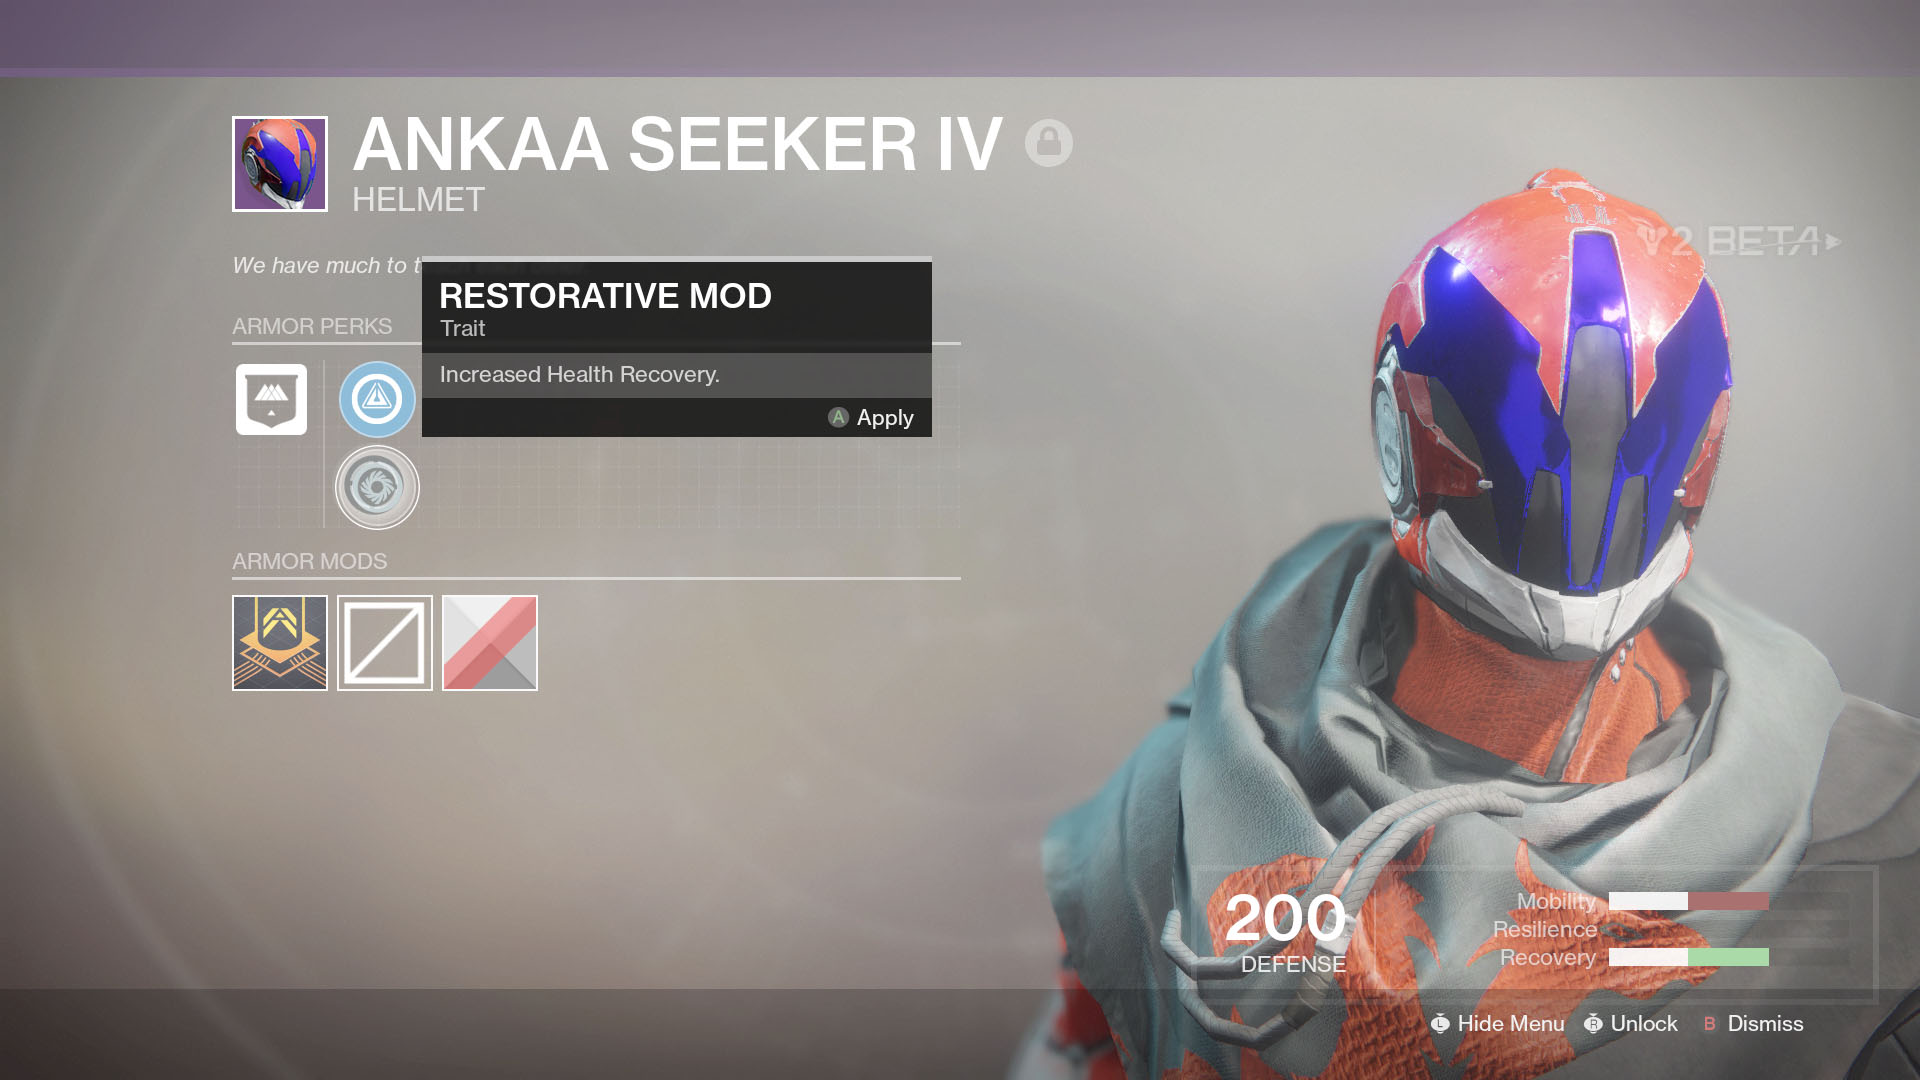 ANKAA SEEKER IV
HELMET
We have much to
RESTORATIVE MOD
Trait
Increased Health Recovery.
A Apply
ARMOR PERKS
ARMOR MODS
2 BETA
200
DEFENSE
Mobility
Resilience
Recovery
L Hide Menu R Unlock B Dismiss